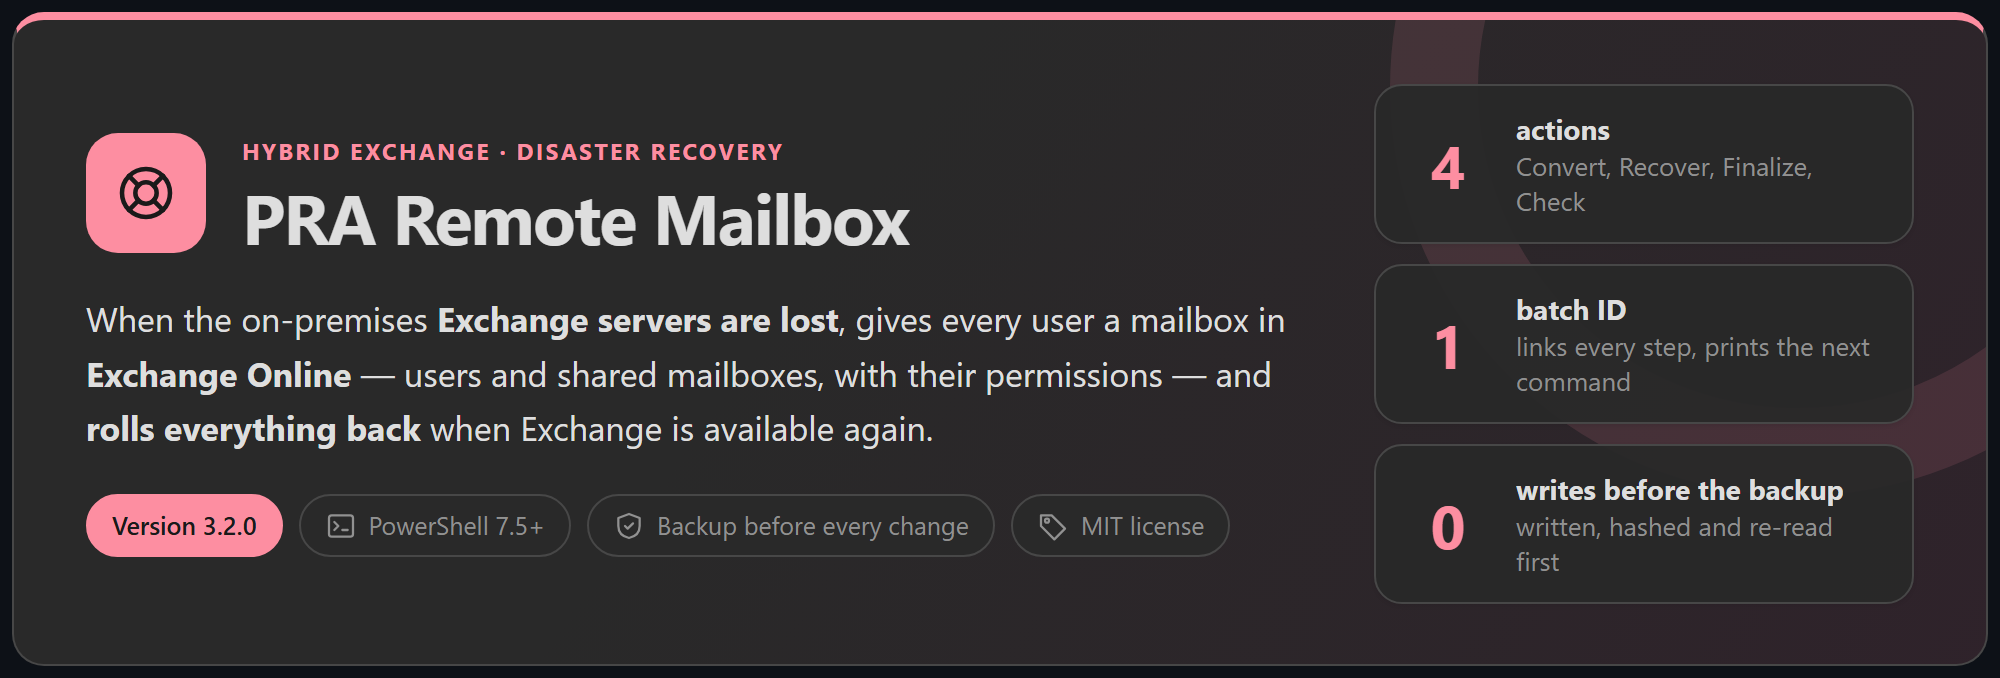 HYBRID EXCHANGE · DISASTER RECOVERY
PRA Remote Mailbox
When the on-premises Exchange servers are lost, gives every user a mailbox in
Exchange Online — users and shared mailboxes, with their permissions — and
rolls everything back when Exchange is available again.
Version 3.2.0
PowerShell 7.5+
Backup before every change
MIT license
4
actions
Convert, Recover, Finalize,
Check
1
batch ID
links every step, prints the next
command
0
writes before the backup
written, hashed and re-read
first